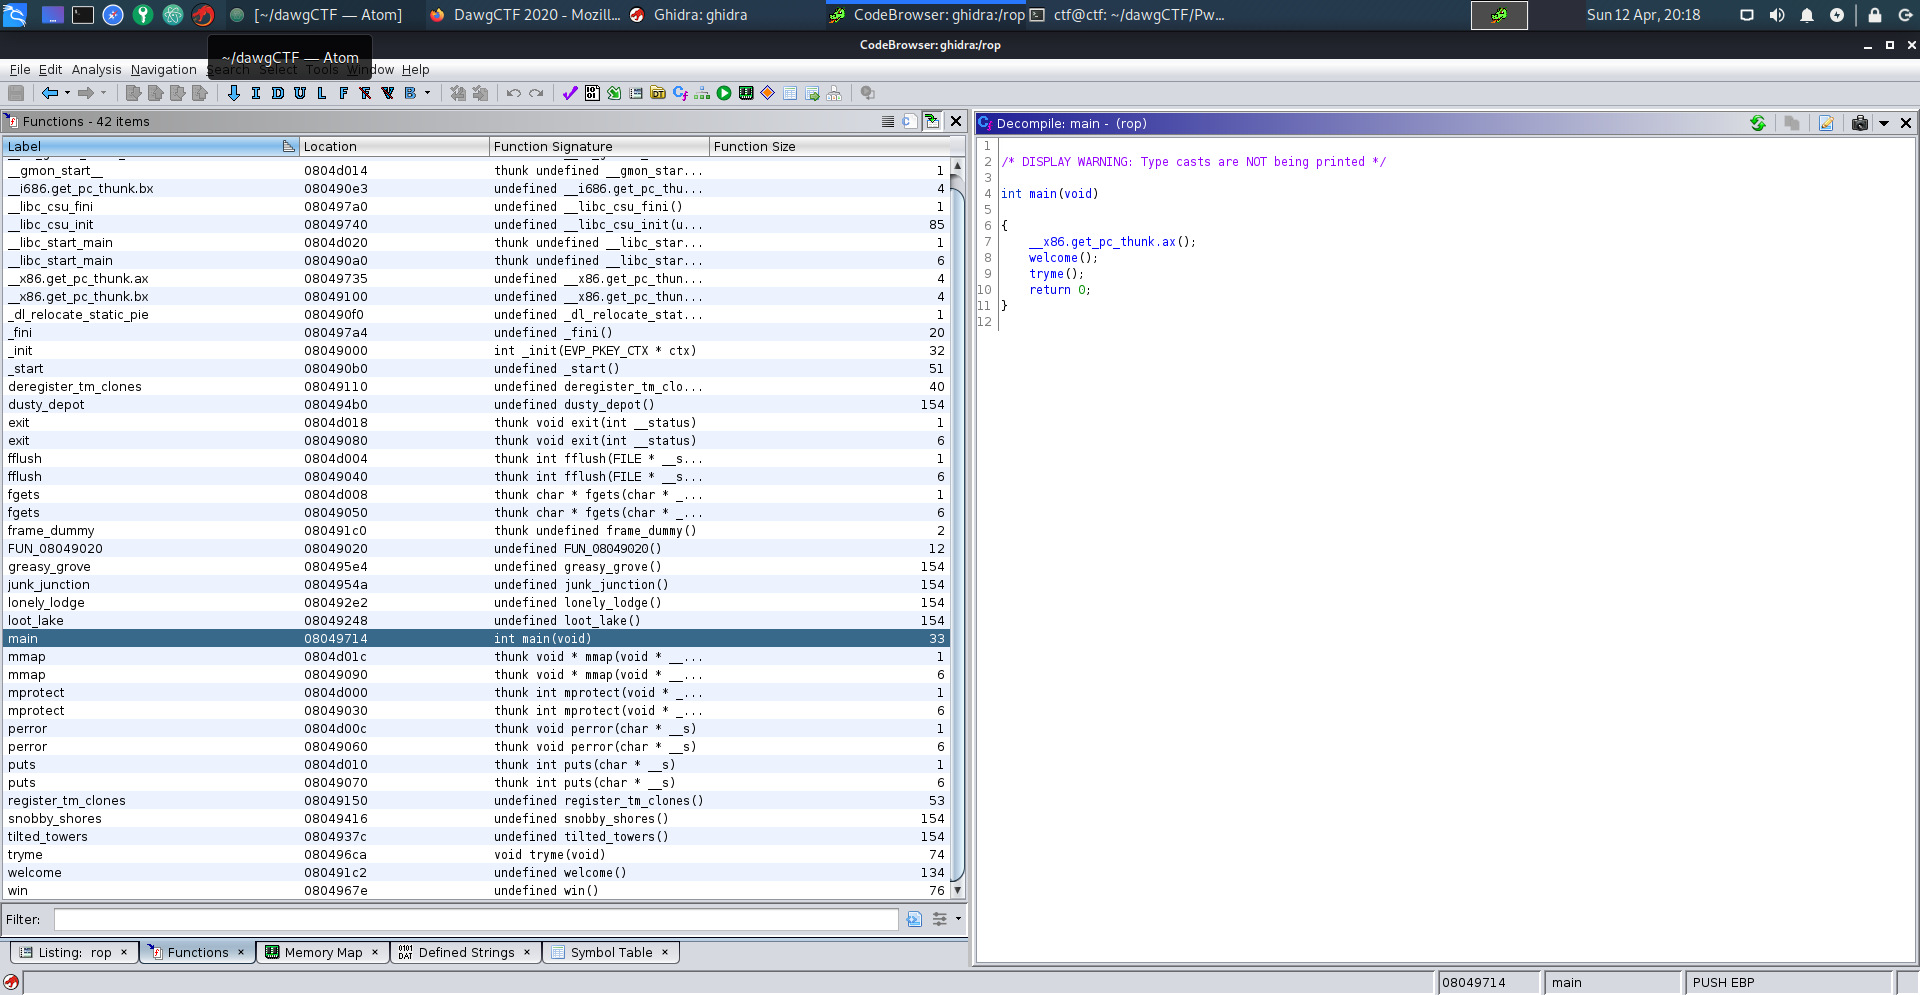 [~/dawgCTF — Atom]
DawgCTF 2020 - Mozill...
Ghidra: ghidra
CodeBrowser: ghidra:/rop
ctf@ctf: ~/dawgCTF/Pw...
Sun 12 Apr, 20:18
CodeBrowser: ghidra:/rop
~/dawgCTF — Atom
File Edit Analysis Navigation Search Select Tools Window Help
I D U L F F V B
Functions - 42 items
Label Location Function Signature Function Size
__gmon_start__ 0804d014 thunk undefined __gmon_star... 1
__i686.get_pc_thunk.bx 080490e3 undefined __i686.get_pc_thu... 4
__libc_csu_fini 080497a0 undefined __libc_csu_fini() 1
__libc_csu_init 08049740 undefined __libc_csu_init(u... 85
__libc_start_main 0804d020 thunk undefined __libc_star... 1
__libc_start_main 080490a0 thunk undefined __libc_star... 6
__x86.get_pc_thunk.ax 08049735 undefined __x86.get_pc_thun... 4
__x86.get_pc_thunk.bx 08049100 undefined __x86.get_pc_thun... 4
_dl_relocate_static_pie 080490f0 undefined _dl_relocate_stat... 1
_fini 080497a4 undefined _fini() 20
_init 08049000 int _init(EVP_PKEY_CTX * ctx) 32
_start 080490b0 undefined _start() 51
deregister_tm_clones 08049110 undefined deregister_tm_clo... 40
dusty_depot 080494b0 undefined dusty_depot() 154
exit 0804d018 thunk void exit(int __status) 1
exit 08049080 thunk void exit(int __status) 6
fflush 0804d004 thunk int fflush(FILE * __s... 1
fflush 08049040 thunk int fflush(FILE * __s... 6
fgets 0804d008 thunk char * fgets(char * _... 1
fgets 08049050 thunk char * fgets(char * _... 6
frame_dummy 080491c0 thunk undefined frame_dummy() 2
FUN_08049020 08049020 undefined FUN_08049020() 12
greasy_grove 080495e4 undefined greasy_grove() 154
junk_junction 0804954a undefined junk_junction() 154
lonely_lodge 080492e2 undefined lonely_lodge() 154
loot_lake 08049248 undefined loot_lake() 154
main 08049714 int main(void) 33
mmap 0804d01c thunk void * mmap(void * __... 1
mmap 08049090 thunk void * mmap(void * __... 6
mprotect 0804d000 thunk int mprotect(void * _... 1
mprotect 08049030 thunk int mprotect(void * _... 6
perror 0804d00c thunk void perror(char * __s) 1
perror 08049060 thunk void perror(char * __s) 6
puts 0804d010 thunk int puts(char * __s) 1
puts 08049070 thunk int puts(char * __s) 6
register_tm_clones 08049150 undefined register_tm_clones() 53
snobby_shores 08049416 undefined snobby_shores() 154
tilted_towers 0804937c undefined tilted_towers() 154
tryme 080496ca void tryme(void) 74
welcome 080491c2 undefined welcome() 134
win 0804967e undefined win() 76
Filter:
Listing: rop × Functions × Memory Map × Defined Strings × Symbol Table ×
Decompile: main - (rop)
1
2 /* DISPLAY WARNING: Type casts are NOT being printed */
3
4 int main(void)
5
6 {
7 __x86.get_pc_thunk.ax();
8 welcome();
9 tryme();
10 return 0;
11 }
12
08049714 main PUSH EBP